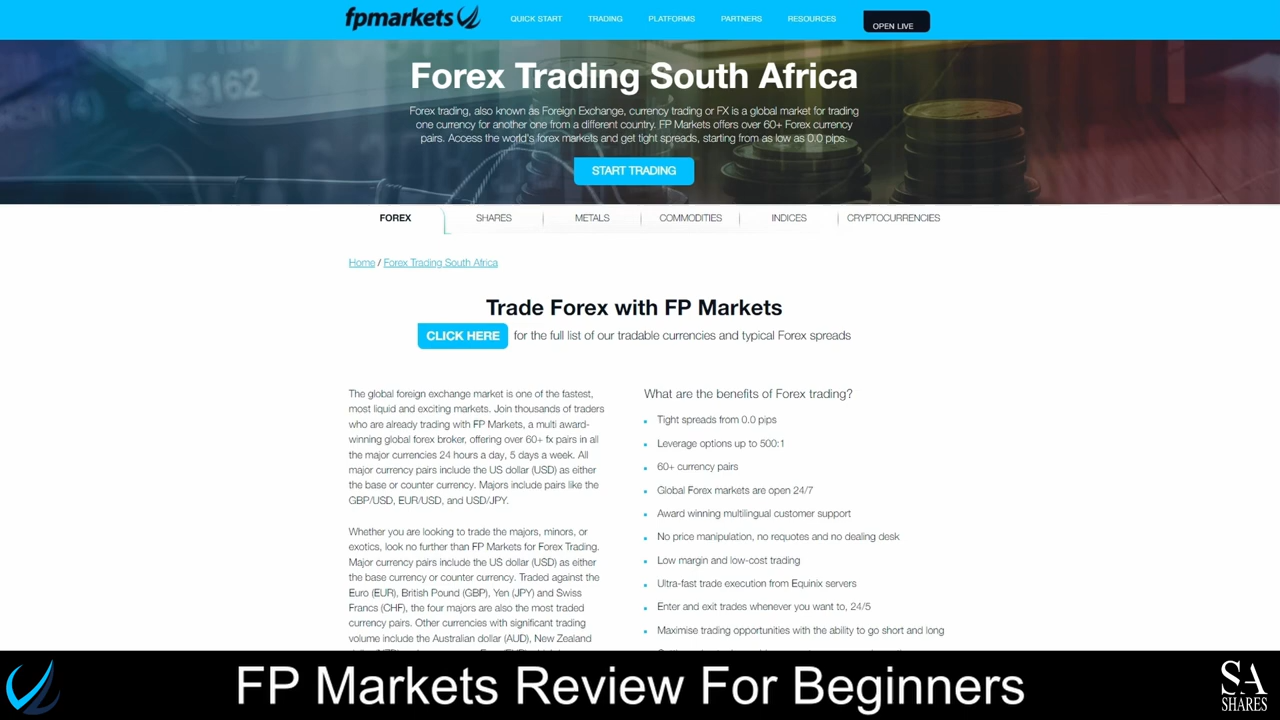 fpmarkets
QUICK START
TRADING
PLATFORMS
PARTNERS
RESOURCES
OPEN LIVE
5162
Forex Trading South Africa
Forex trading, also known as Foreign Exchange, currency trading or FX is a global market for trading
one currency for another one from a different country. FP Markets offers over 60+ Forex currency
pairs. Access the world's forex markets and get tight spreads, starting from as low as 0.0 pips.
START TRADING
FOREX
SHARES
METALS
COMMODITIES
INDICES
CRYPTOCURRENCIES
Home / Forex Trading South Africa
Trade Forex with FP Markets
CLICK HERE for the full list of our tradable currencies and typical Forex spreads
The global foreign exchange market is one of the fastest,
most liquid and exciting markets. Join thousands of traders
who are already trading with FP Markets, a multi award-
winning global forex broker, offering over 60+ fx pairs in all
the major currencies 24 hours a day, 5 days a week. All
major currency pairs include the US dollar (USD) as either
the base or counter currency. Majors include pairs like the
GBP/USD, EUR/USD, and USD/JPY.
Whether you are looking to trade the majors, minors, or
exotics, look no further than FP Markets for Forex Trading.
Major currency pairs include the US dollar (USD) as either
the base currency or counter currency. Traded against the
Euro (EUR), British Pound (GBP), Yen (JPY) and Swiss
Francs (CHF), the four majors are also the most traded
currency pairs. Other currencies with significant trading
volume include the Australian dollar (AUD), New Zealand
What are the benefits of Forex trading?
Tight spreads from 0.0 pips
Leverage options up to 500:1
60+ currency pairs
Global Forex markets are open 24/7
Award winning multilingual customer support
No price manipulation, no requotes and no dealing desk
Low margin and low-cost trading
Ultra-fast trade execution from Equinix servers
Enter and exit trades whenever you want to, 24/5
Maximise trading opportunities with the ability to go short and long
FP Markets Review For Beginners
SA
SHARES